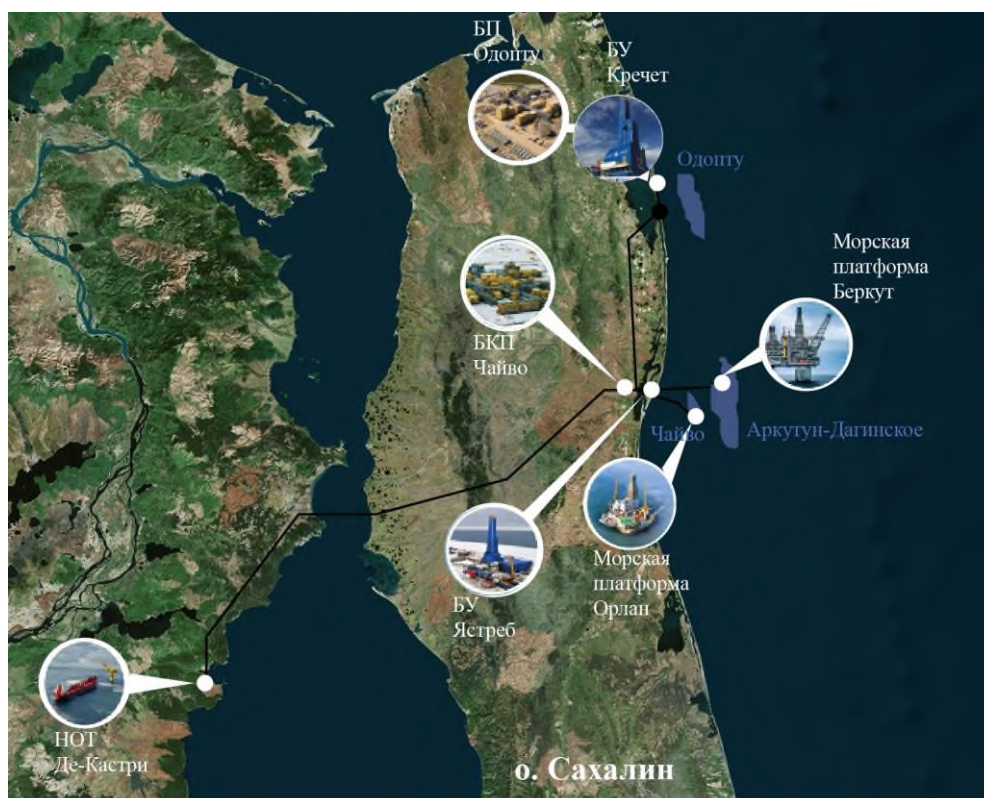 БП
Одопту
БУ
Кречет
Одопту
Морская
платформа
Беркут
БКП
Чайво
Чайво
Аркутун-Дагинское
БУ
Ястреб
Морская
платформа
Орлан
НОТ
Де-Кастри
о. Сахалин